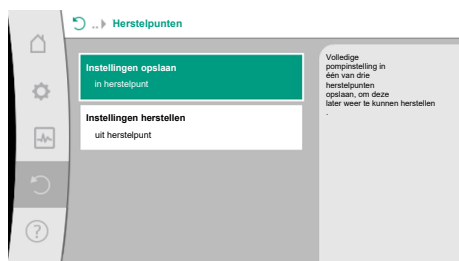 .. Herstelpunten
Instellingen opslaan
in herstelpunt
Instellingen herstellen
uit herstelpunt
Volledige
pompinstelling in
één van drie
herstelpunten
opslaan, om deze
later weer te kunnen herstellen
.
?